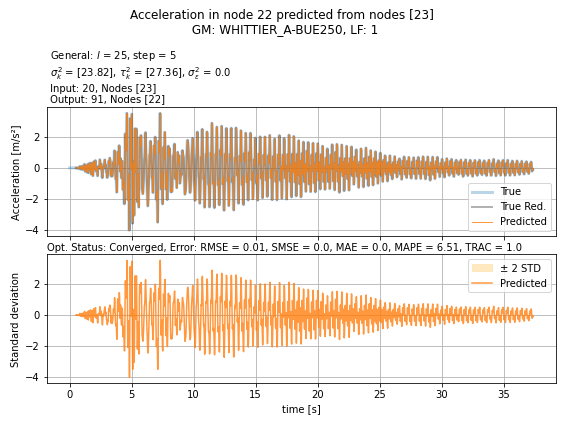 Acceleration in node 22 predicted from nodes [23]
GM: WHITTIER_A-BUE250, LF: 1
General: l = 25, step = 5
σ²ₖ = [23.82], τ²ₖ = [27.36], σ²ε = 0.0
Input: 20, Nodes [23]
Output: 91, Nodes [22]
Acceleration [m/s²]
2
0
−2
−4
True
True Red.
Predicted
Opt. Status: Converged, Error: RMSE = 0.01, SMSE = 0.0, MAE = 0.0, MAPE = 6.51, TRAC = 1.0
Standard deviation
2
0
−2
−4
± 2 STD
Predicted
0 5 10 15 20 25 30 35
time [s]